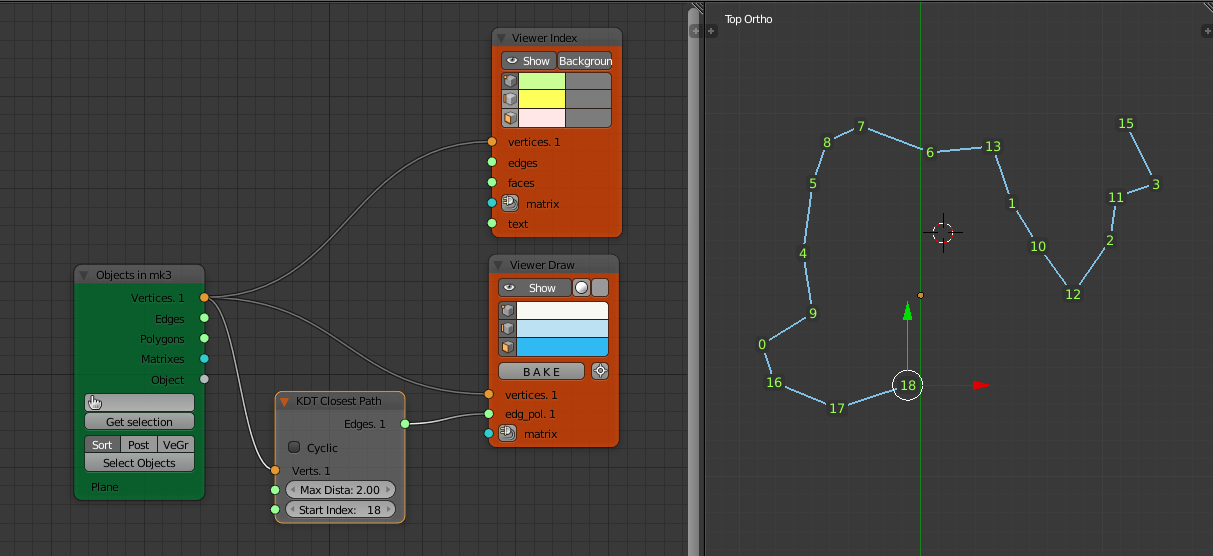 Viewer Index
Show
Backgroun
vertices. 1
edges
faces
matrix
text
Objects in mk3
Vertices. 1
Edges
Polygons
Matrixes
Object
Get selection
Sort Post VeGr
Select Objects
Plane
KDT Closest Path
Edges. 1
Cyclic
Verts. 1
Max Dista: 2.00
Start Index: 18
Viewer Draw
Show
BAKE
vertices. 1
edg_pol. 1
matrix
Top Ortho
15
7
8
6
13
5
3
11
1
2
10
4
12
9
0
16
18
17